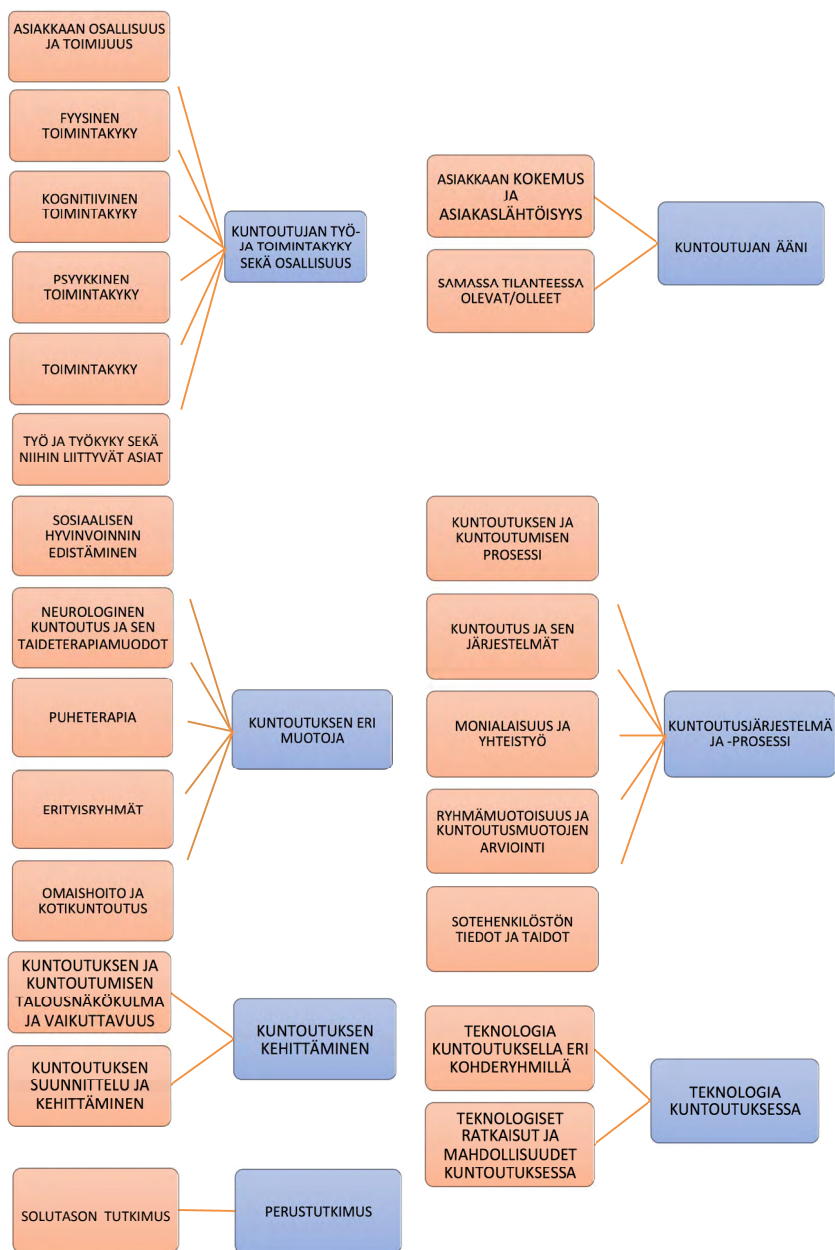 ASIAKKAAN OSALLISUUS
JA TOIMIJUUS
FYYSINEN
TOIMINTAKYKY
KOGNITIIVINEN
TOIMINTAKYKY
PSYYKKINEN
TOIMINTAKYKY
TOIMINTAKYKY
TYÖ JA TYÖKYKY SEKÄ
NIIHIN LIITTYVÄT ASIAT
KUNTOUTUJAN TYÖ-
JA TOIMINTAKYKY
SEKÄ OSALLISUUS
ASIAKKAAN KOKEMUS
JA
ASIAKASLÄHTÖISYYS
SAMASSA TILANTEESSA
OLEVAT/OLLEET
KUNTOUTUJAN ÄÄNI
SOSIAALISEN
HYVINVOINNIN
EDISTÄMINEN
NEUROLOGINEN
KUNTOUTUS JA SEN
TAIDETERAPIAMUODOT
PUHETERAPIA
ERITYISRYHMÄT
OMAISHOITO JA
KOTIKUNTOUTUS
KUNTOUTUKSEN ERI
MUOTOJA
KUNTOUTUKSEN JA
KUNTOUTUMISEN
PROSESSI
KUNTOUTUS JA SEN
JÄRJESTELMÄT
MONIALAISUUS JA
YHTEISTYÖ
RYHMÄMUOTOISUUS JA
KUNTOUTUSMUOTOJEN
ARVIOINTI
SOTEHENKILÖSTÖN
TIEDOT JA TAIDOT
KUNTOUTUSJÄRJESTELMÄ
JA -PROSESSI
KUNTOUTUKSEN JA
KUNTOUTUMISEN
TALOUSNÄKÖKULMA
JA VAIKUTTAVUUS
KUNTOUTUKSEN
SUUNNITTELU JA
KEHITTÄMINEN
KUNTOUTUKSEN
KEHITTÄMINEN
TEKNOLOGIA
KUNTOUTUKSELLA ERI
KOHDERYHMILLÄ
TEKNOLOGISET
RATKAISUT JA
MAHDOLLISUUDET
KUNTOUTUKSESSA
TEKNOLOGIA
KUNTOUTUKSESSA
SOLUTASON TUTKIMUS
PERUSTUTKIMUS